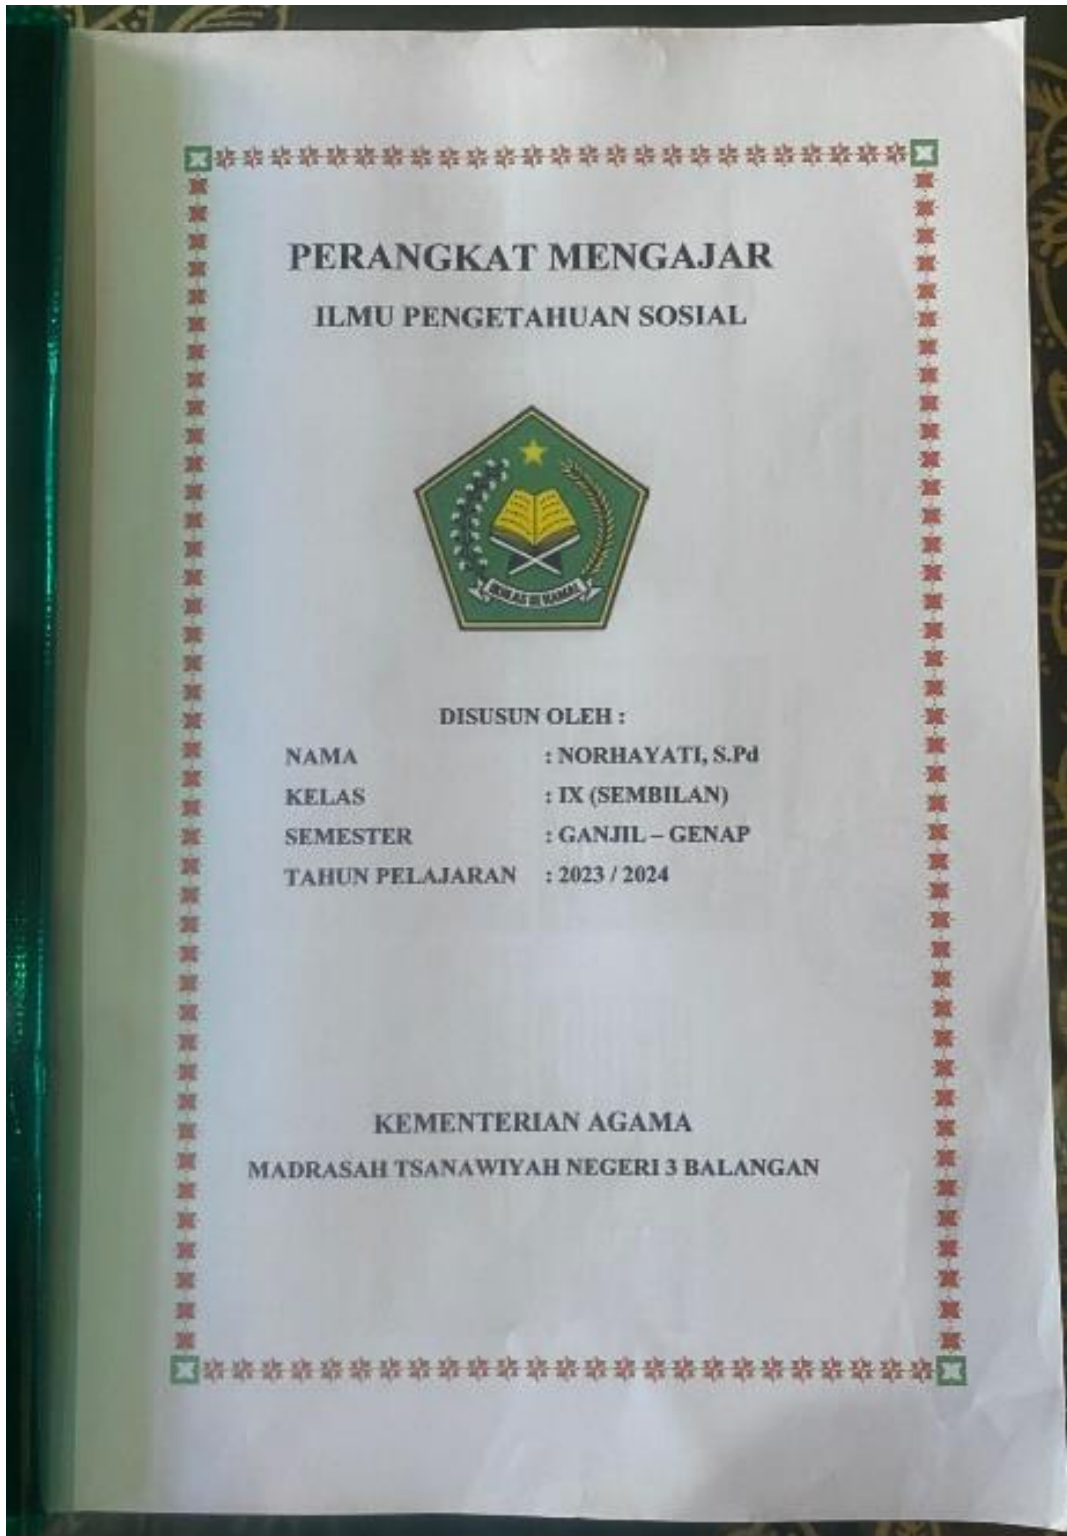 PERANGKAT MENGAJAR
ILMU PENGETAHUAN SOSIAL
IKHLAS BERAMAL
DISUSUN OLEH :
NAMA : NORHAYATI, S.Pd
KELAS : IX (SEMBILAN)
SEMESTER : GANJIL – GENAP
TAHUN PELAJARAN : 2023 / 2024
KEMENTERIAN AGAMA
MADRASAH TSANAWIYAH NEGERI 3 BALANGAN